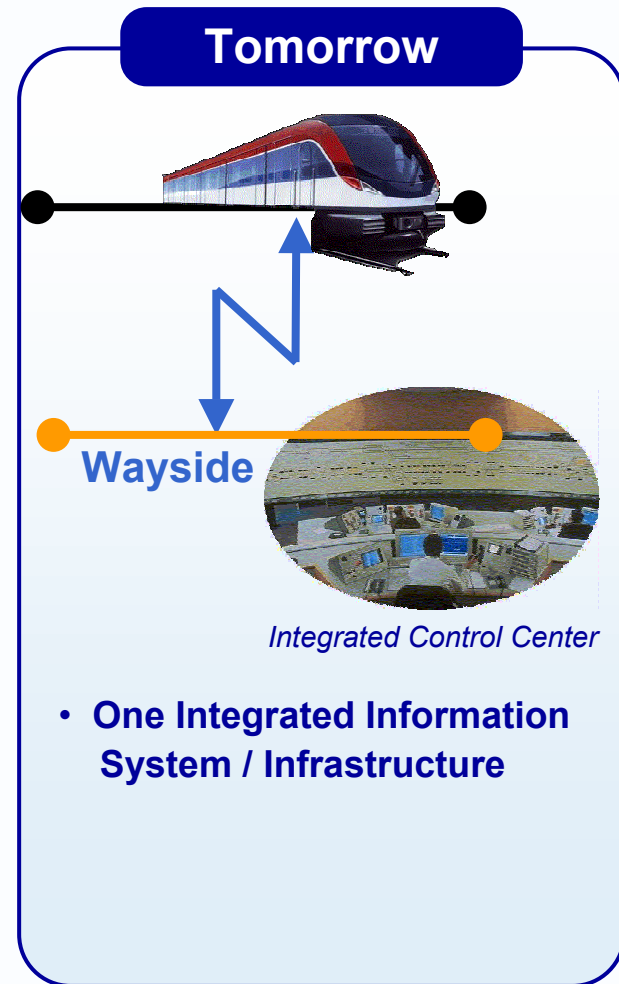 Tomorrow
Wayside
Integrated Control Center
• One Integrated Information
System / Infrastructure